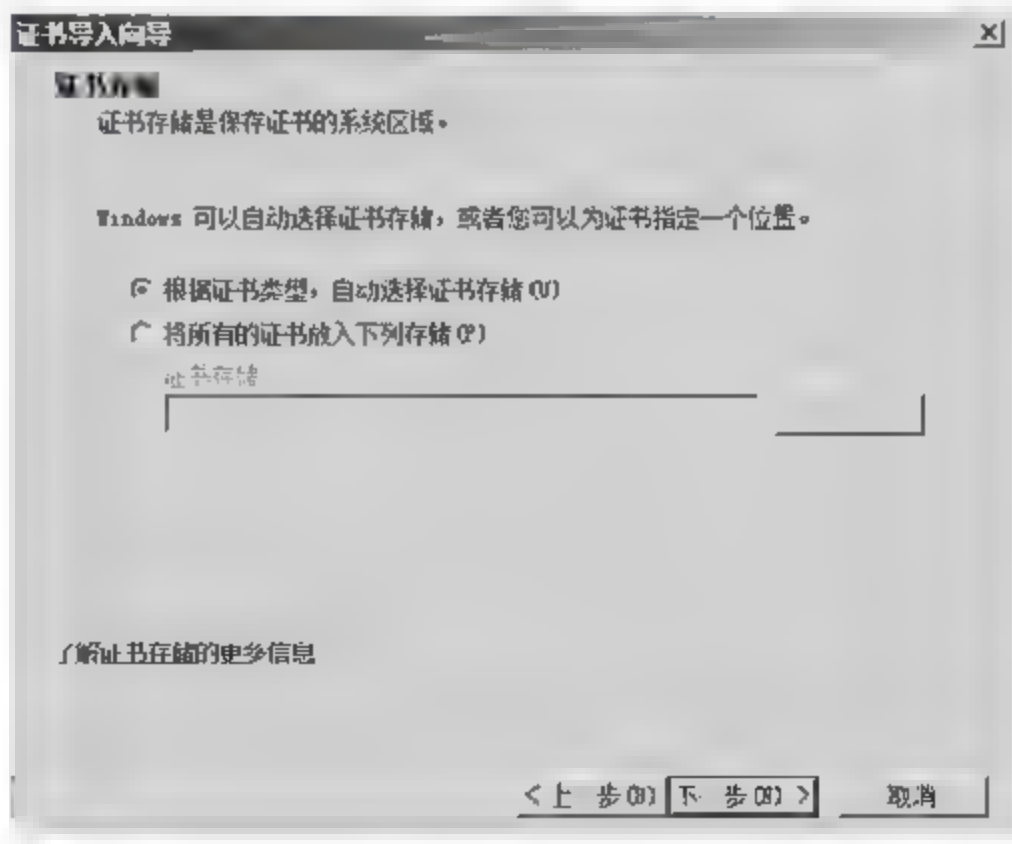 证书导入向导
证书存储
证书存储是保存证书的系统区域。
Windows 可以自动选择证书存储，或者您可以为证书指定一个位置。
根据证书类型，自动选择证书存储(U)
将所有的证书放入下列存储(P)
证书存储
了解证书存储的更多信息
<上一步(B) 下一步(N) > 取消